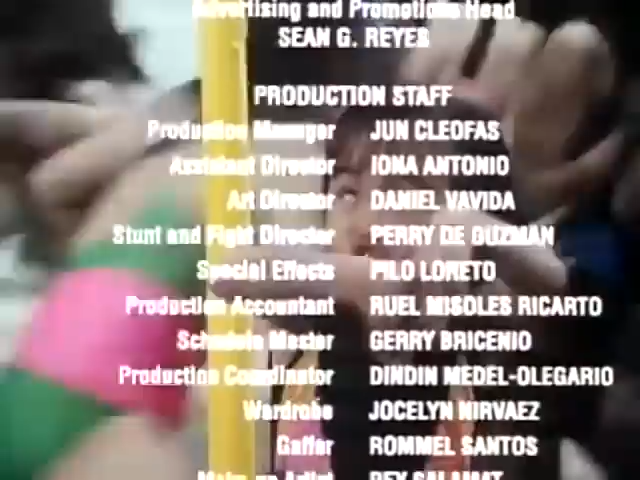 Advertising and Promotions Head
SEAN G. REYES
PRODUCTION STAFF
Production Manager JUN CLEOFAS
Assistant Director IONA ANTONIO
Art Director DANIEL VAVIDA
Stunt and Fight Director PERRY DE GUZMAN
Special Effects PILO LORETO
Production Accountant RUEL MISOLES RICARTO
Schedule Master GERRY BRICENIO
Production Coordinator DINDIN MEDEL-OLEGARIO
Wardrobe JOCELYN NIRVAEZ
Gaffer ROMMEL SANTOS